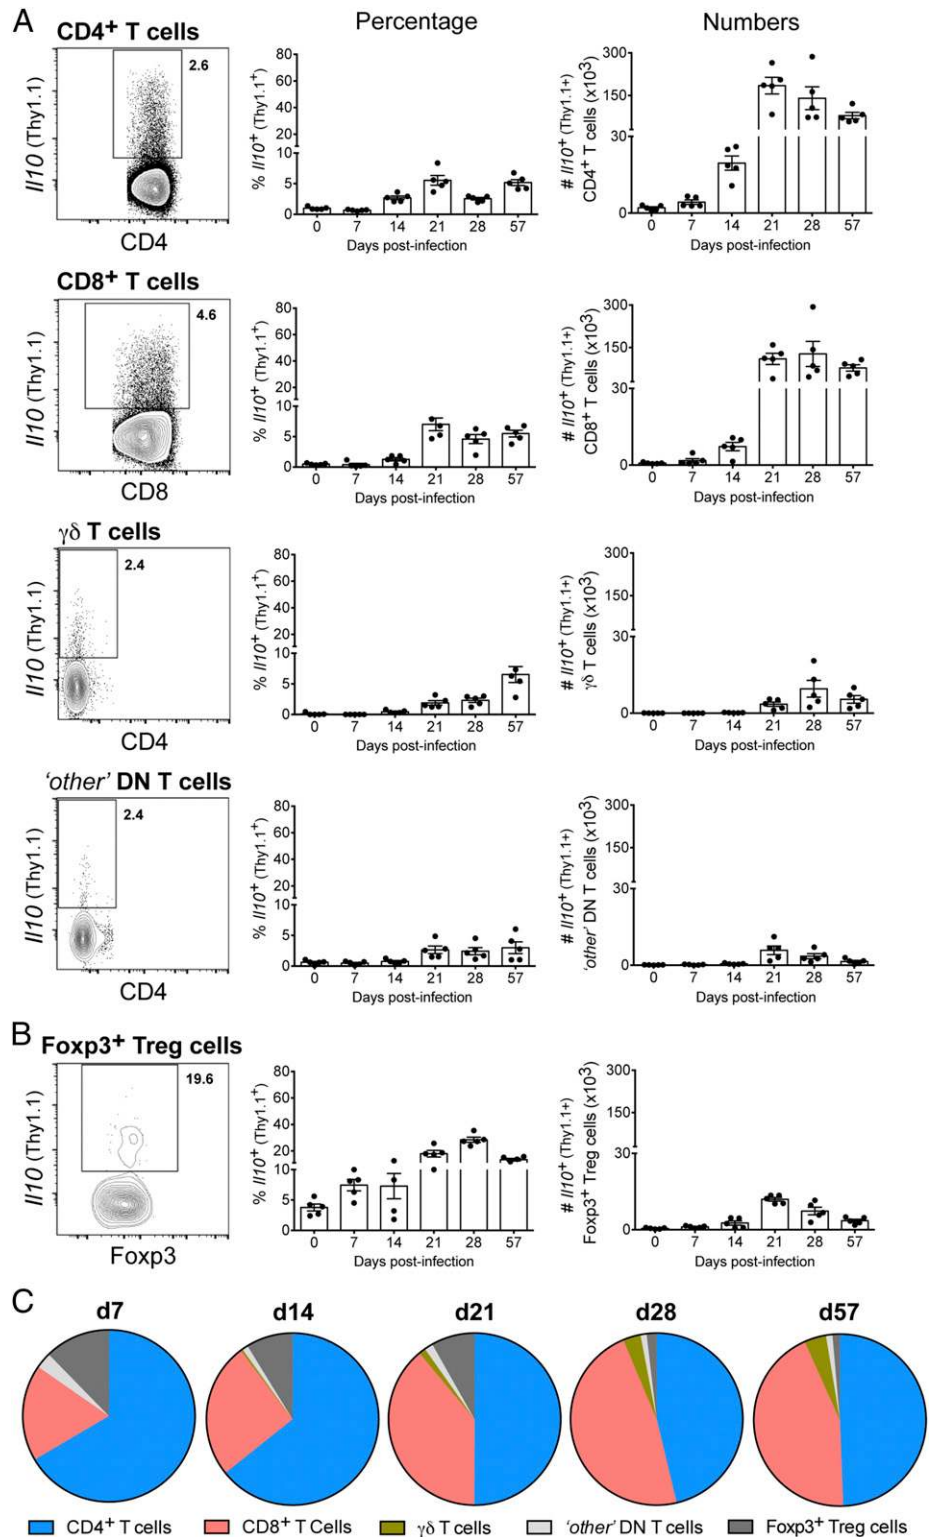 A
Percentage
Numbers
CD4+ T cells
2.6
Il10 (Thy1.1)
CD4
% Il10+ (Thy1.1+)
80
60
40
20
10
5
0
0 7 14 21 28 57
Days post-infection
# Il10+ (Thy1.1+)
CD4+ T cells (x103)
300
150
30
0
0 7 14 21 28 57
Days post-infection
CD8+ T cells
4.6
Il10 (Thy1.1)
CD8
% Il10+ (Thy1.1+)
80
60
40
20
10
5
0
0 7 14 21 28 57
Days post-infection
# Il10+ (Thy1.1+)
CD8+ T cells (x103)
300
150
30
0
0 7 14 21 28 57
Days post-infection
γδ T cells
2.4
Il10 (Thy1.1)
CD4
% Il10+ (Thy1.1+)
80
60
40
20
10
5
0
0 7 14 21 28 57
Days post-infection
# Il10+ (Thy1.1+)
γδ T cells (x103)
300
150
30
0
0 7 14 21 28 57
Days post-infection
'other' DN T cells
2.4
Il10 (Thy1.1)
CD4
% Il10+ (Thy1.1+)
80
60
40
20
10
5
0
0 7 14 21 28 57
Days post-infection
# Il10+ (Thy1.1+)
'other' DN T cells (x103)
300
150
30
0
0 7 14 21 28 57
Days post-infection
B
Foxp3+ Treg cells
19.6
Il10 (Thy1.1)
Foxp3
% Il10+ (Thy1.1+)
80
60
40
20
10
5
0
0 7 14 21 28 57
Days post-infection
# Il10+ (Thy1.1+)
Foxp3+ Treg cells (x103)
300
150
30
0
0 7 14 21 28 57
Days post-infection
C
d7 d14 d21 d28 d57
CD4+ T cells CD8+ T Cells γδ T cells 'other' DN T cells Foxp3+ Treg cells